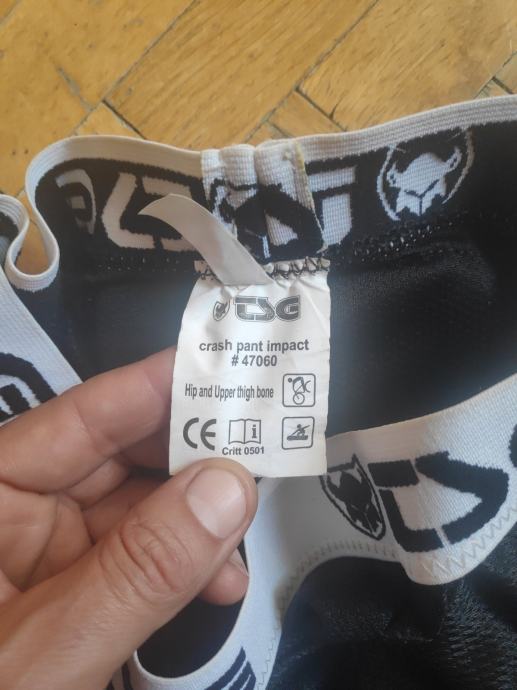 TSG
crash pant impact
# 47060
Hip and Upper thigh bone
CE
i
Critt 0501